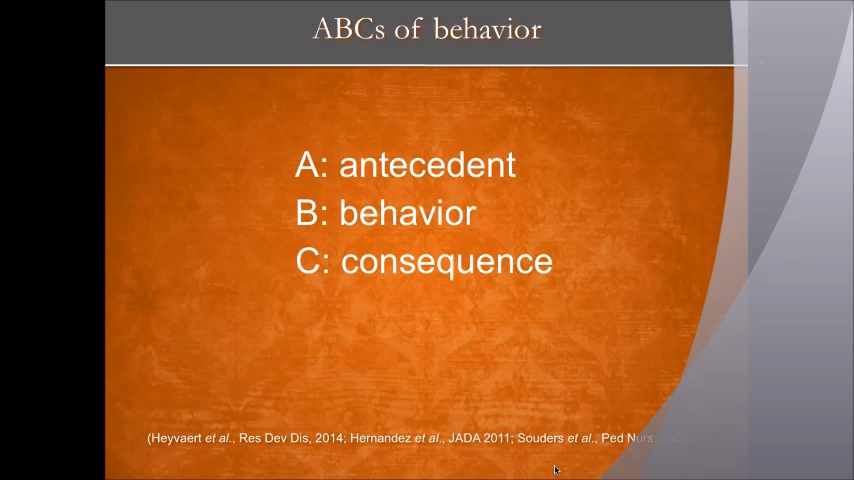 ABCs of behavior
A: antecedent
B: behavior
C: consequence
(Heyvaert et al., Res Dev Dis, 2014; Hernandez et al., JADA 2011; Souders et al., Ped Nurs, 2002)